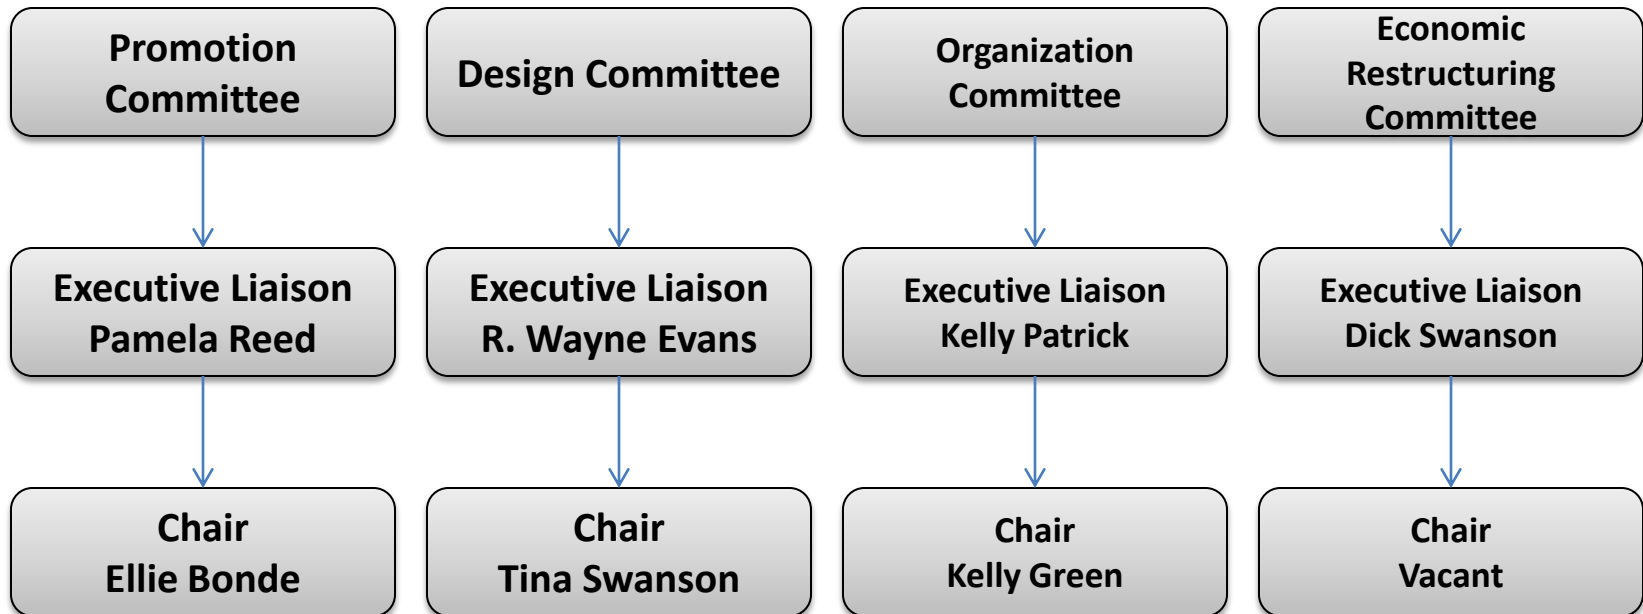 Promotion
Committee
Design Committee
Organization
Committee
Economic
Restructuring
Committee
Executive Liaison
Pamela Reed
Executive Liaison
R. Wayne Evans
Executive Liaison
Kelly Patrick
Executive Liaison
Dick Swanson
Chair
Ellie Bonde
Chair
Tina Swanson
Chair
Kelly Green
Chair
Vacant